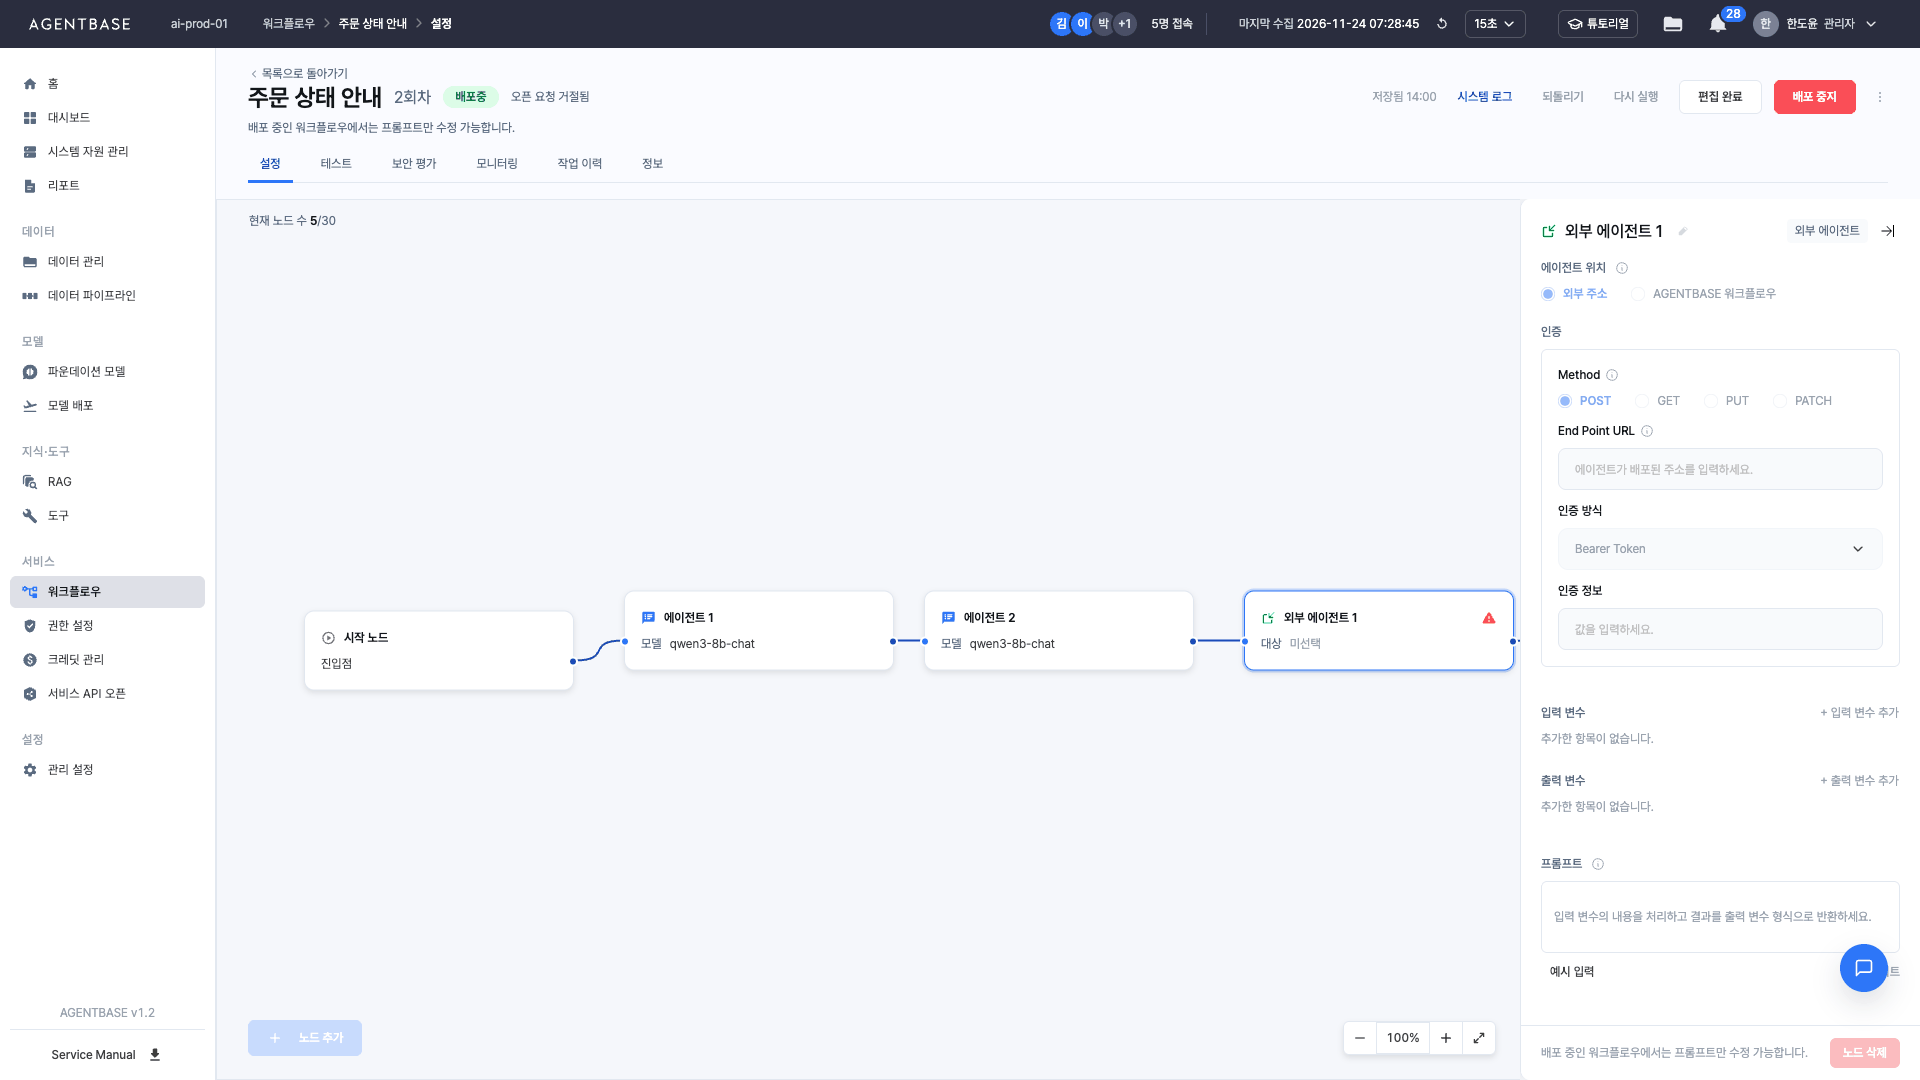 AGENTBASE
ai-prod-01
워크플로우 > 주문 상태 안내 > 설정
김 이 박 +1 5명 접속
마지막 수집 2026-11-24 07:28:45
15초
튜토리얼
28
한 한도윤 관리자
홈
대시보드
시스템 자원 관리
리포트
데이터
데이터 관리
데이터 파이프라인
모델
파운데이션 모델
모델 배포
지식·도구
RAG
도구
서비스
워크플로우
권한 설정
크레딧 관리
서비스 API 오픈
설정
관리 설정
AGENTBASE v1.2
Service Manual
목록으로 돌아가기
주문 상태 안내 2회차 배포중 오픈 요청 거절됨
배포 중인 워크플로우에서는 프롬프트만 수정 가능합니다.
저장됨 14:00 시스템 로그 되돌리기 다시 실행 편집 완료 배포 중지
설정 테스트 보안 평가 모니터링 작업 이력 정보
현재 노드 수 5/30
시작 노드
진입점
에이전트 1
모델 qwen3-8b-chat
에이전트 2
모델 qwen3-8b-chat
외부 에이전트 1
대상 미선택
노드 추가
100%
외부 에이전트 1 외부 에이전트
에이전트 위치
외부 주소 AGENTBASE 워크플로우
인증
Method
POST GET PUT PATCH
End Point URL
에이전트가 배포된 주소를 입력하세요.
인증 방식
Bearer Token
인증 정보
값을 입력하세요.
입력 변수 + 입력 변수 추가
추가한 항목이 없습니다.
출력 변수 + 출력 변수 추가
추가한 항목이 없습니다.
프롬프트
입력 변수의 내용을 처리하고 결과를 출력 변수 형식으로 반환하세요.
예시 입력
배포 중인 워크플로우에서는 프롬프트만 수정 가능합니다. 노드 삭제